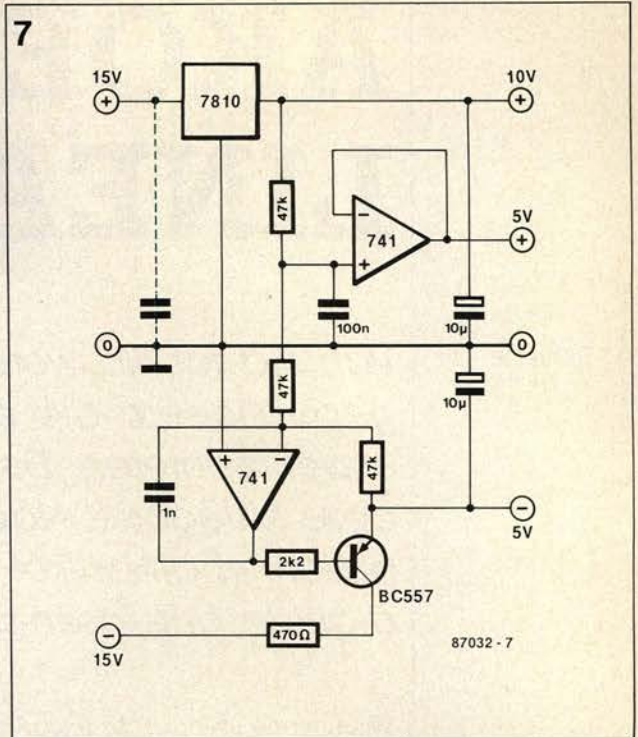 7
15V
+
7810
10V
+
47k
−
741
+
5V
+
100n
10µ
0
0
47k
10µ
+
−
741
47k
1n
2k2
−
5V
BC557
−
15V
470Ω
87032 - 7